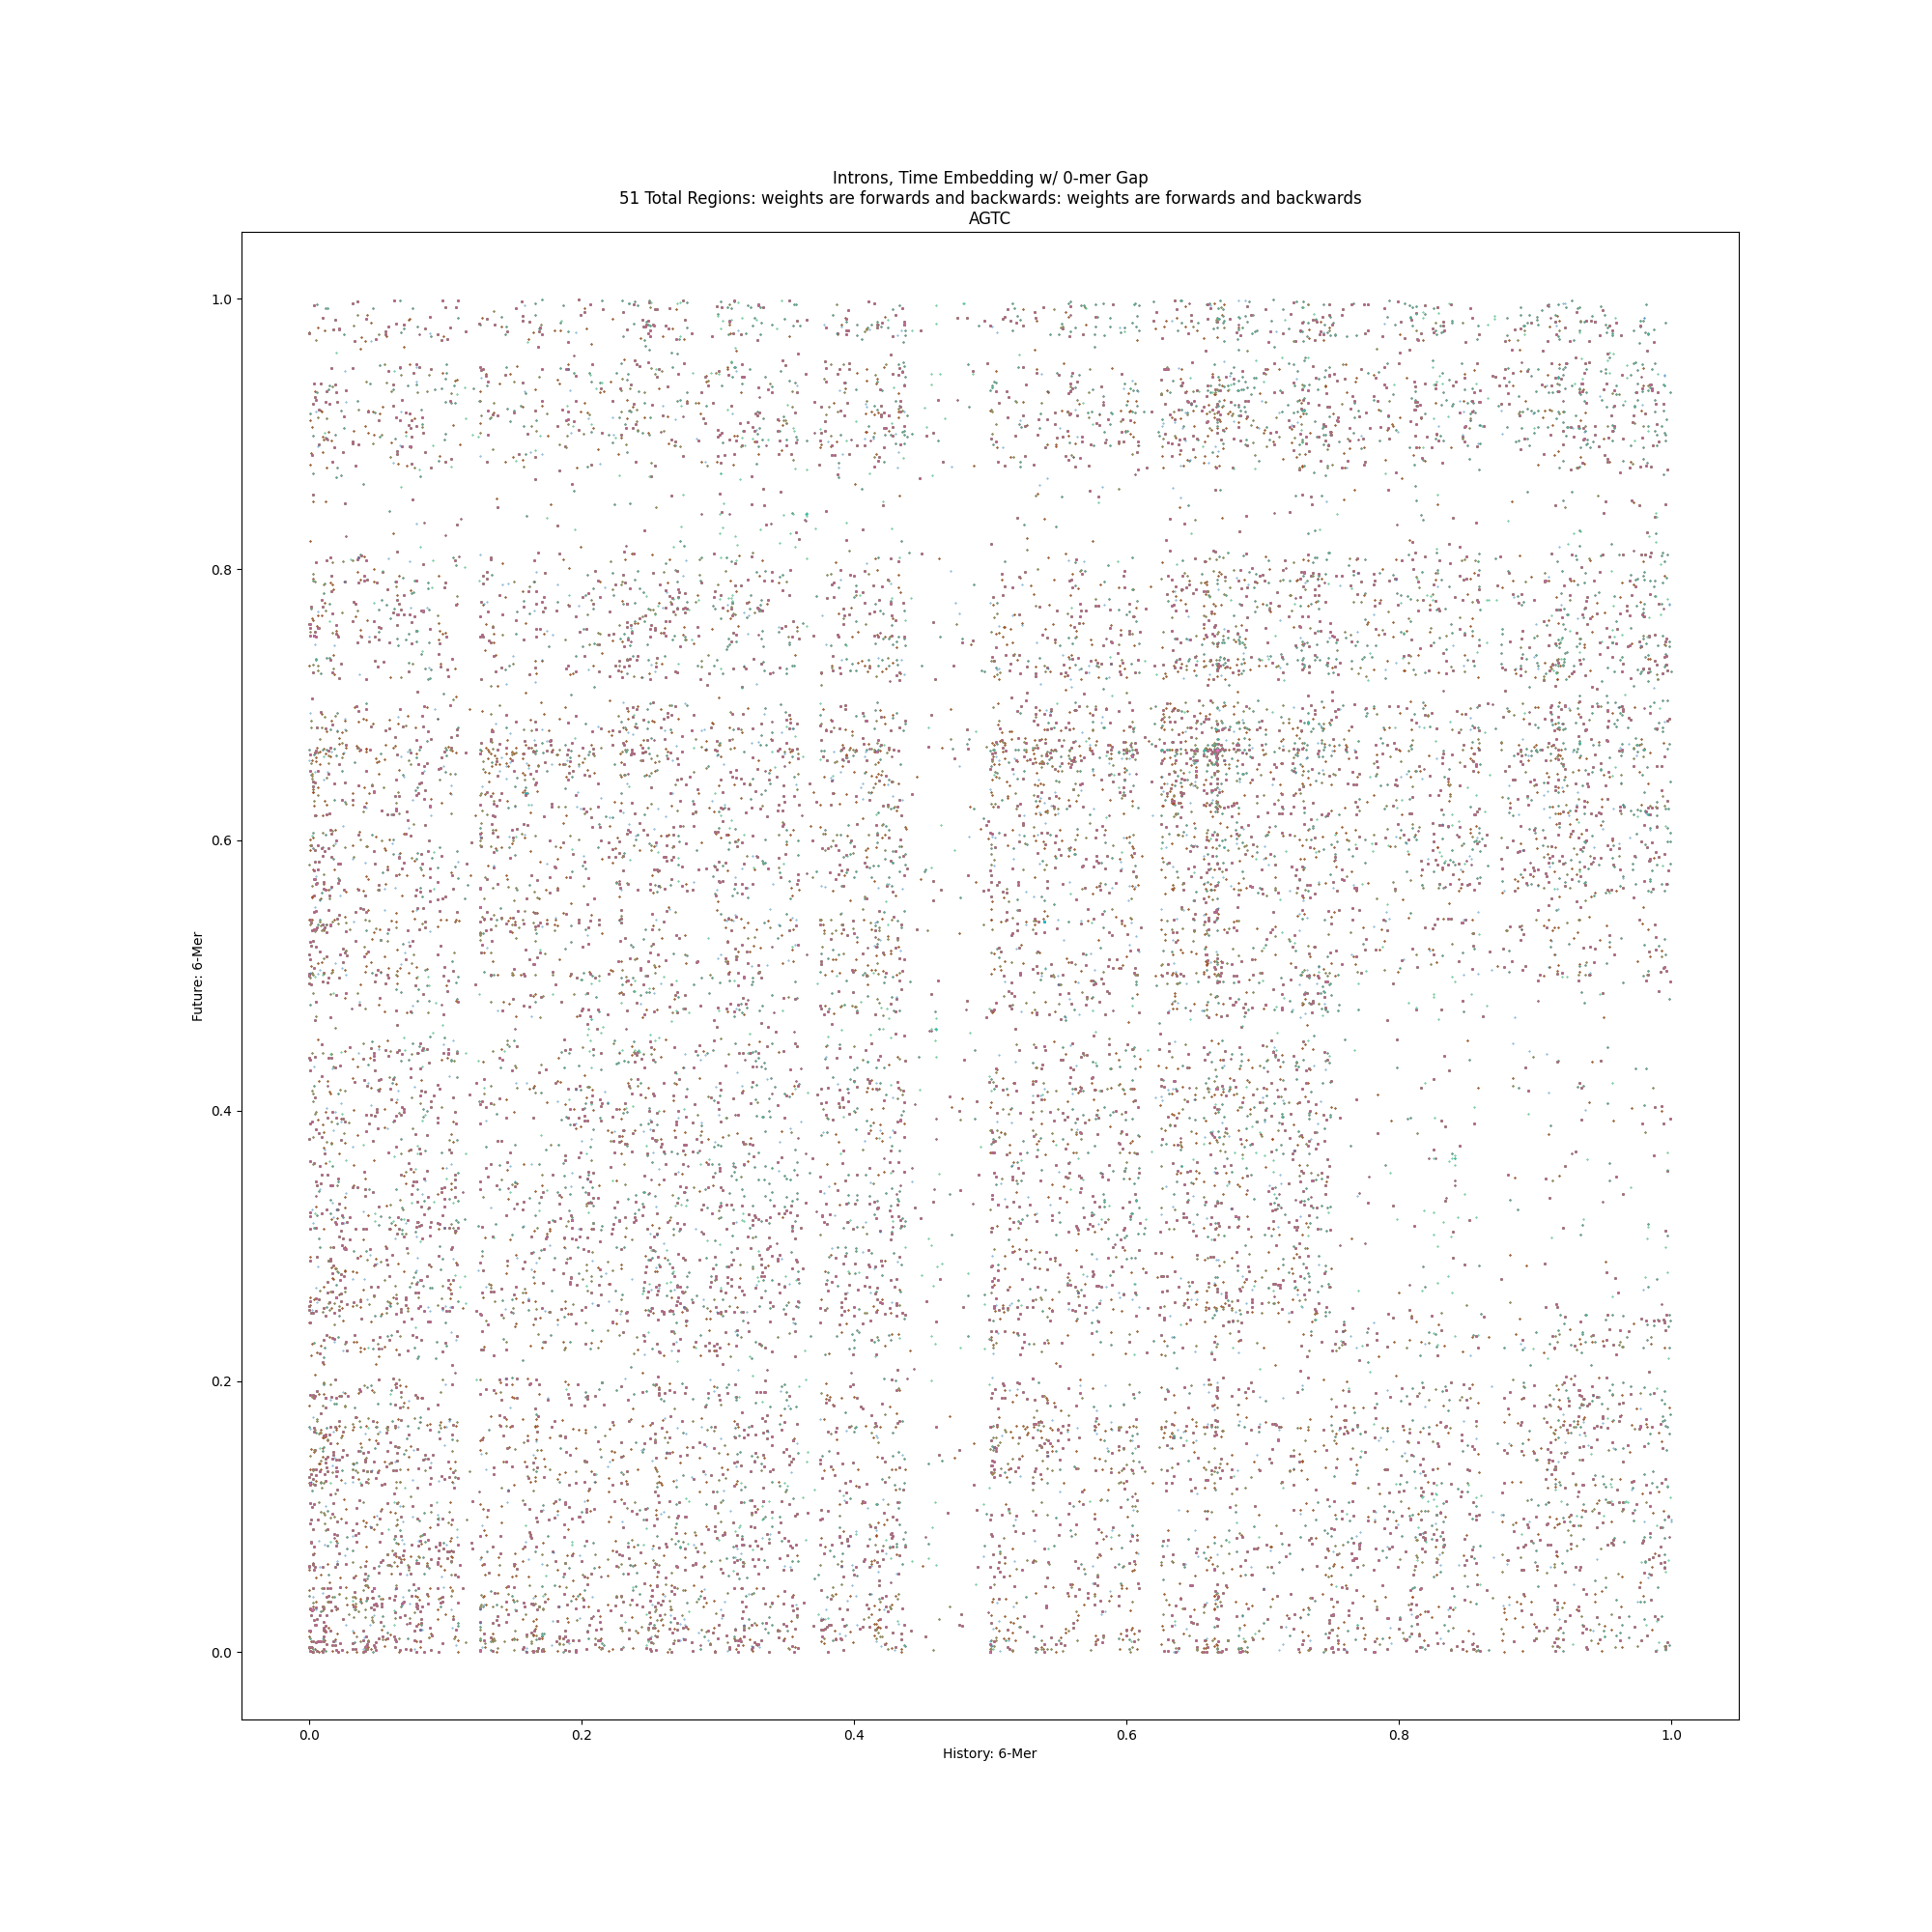 Introns, Time Embedding w/ 0-mer Gap
51 Total Regions: weights are forwards and backwards: weights are forwards and backwards
AGTC
1.0
0.8
0.6
0.4
0.2
0.0
Future: 6-Mer
0.0 0.2 0.4 0.6 0.8 1.0
History: 6-Mer